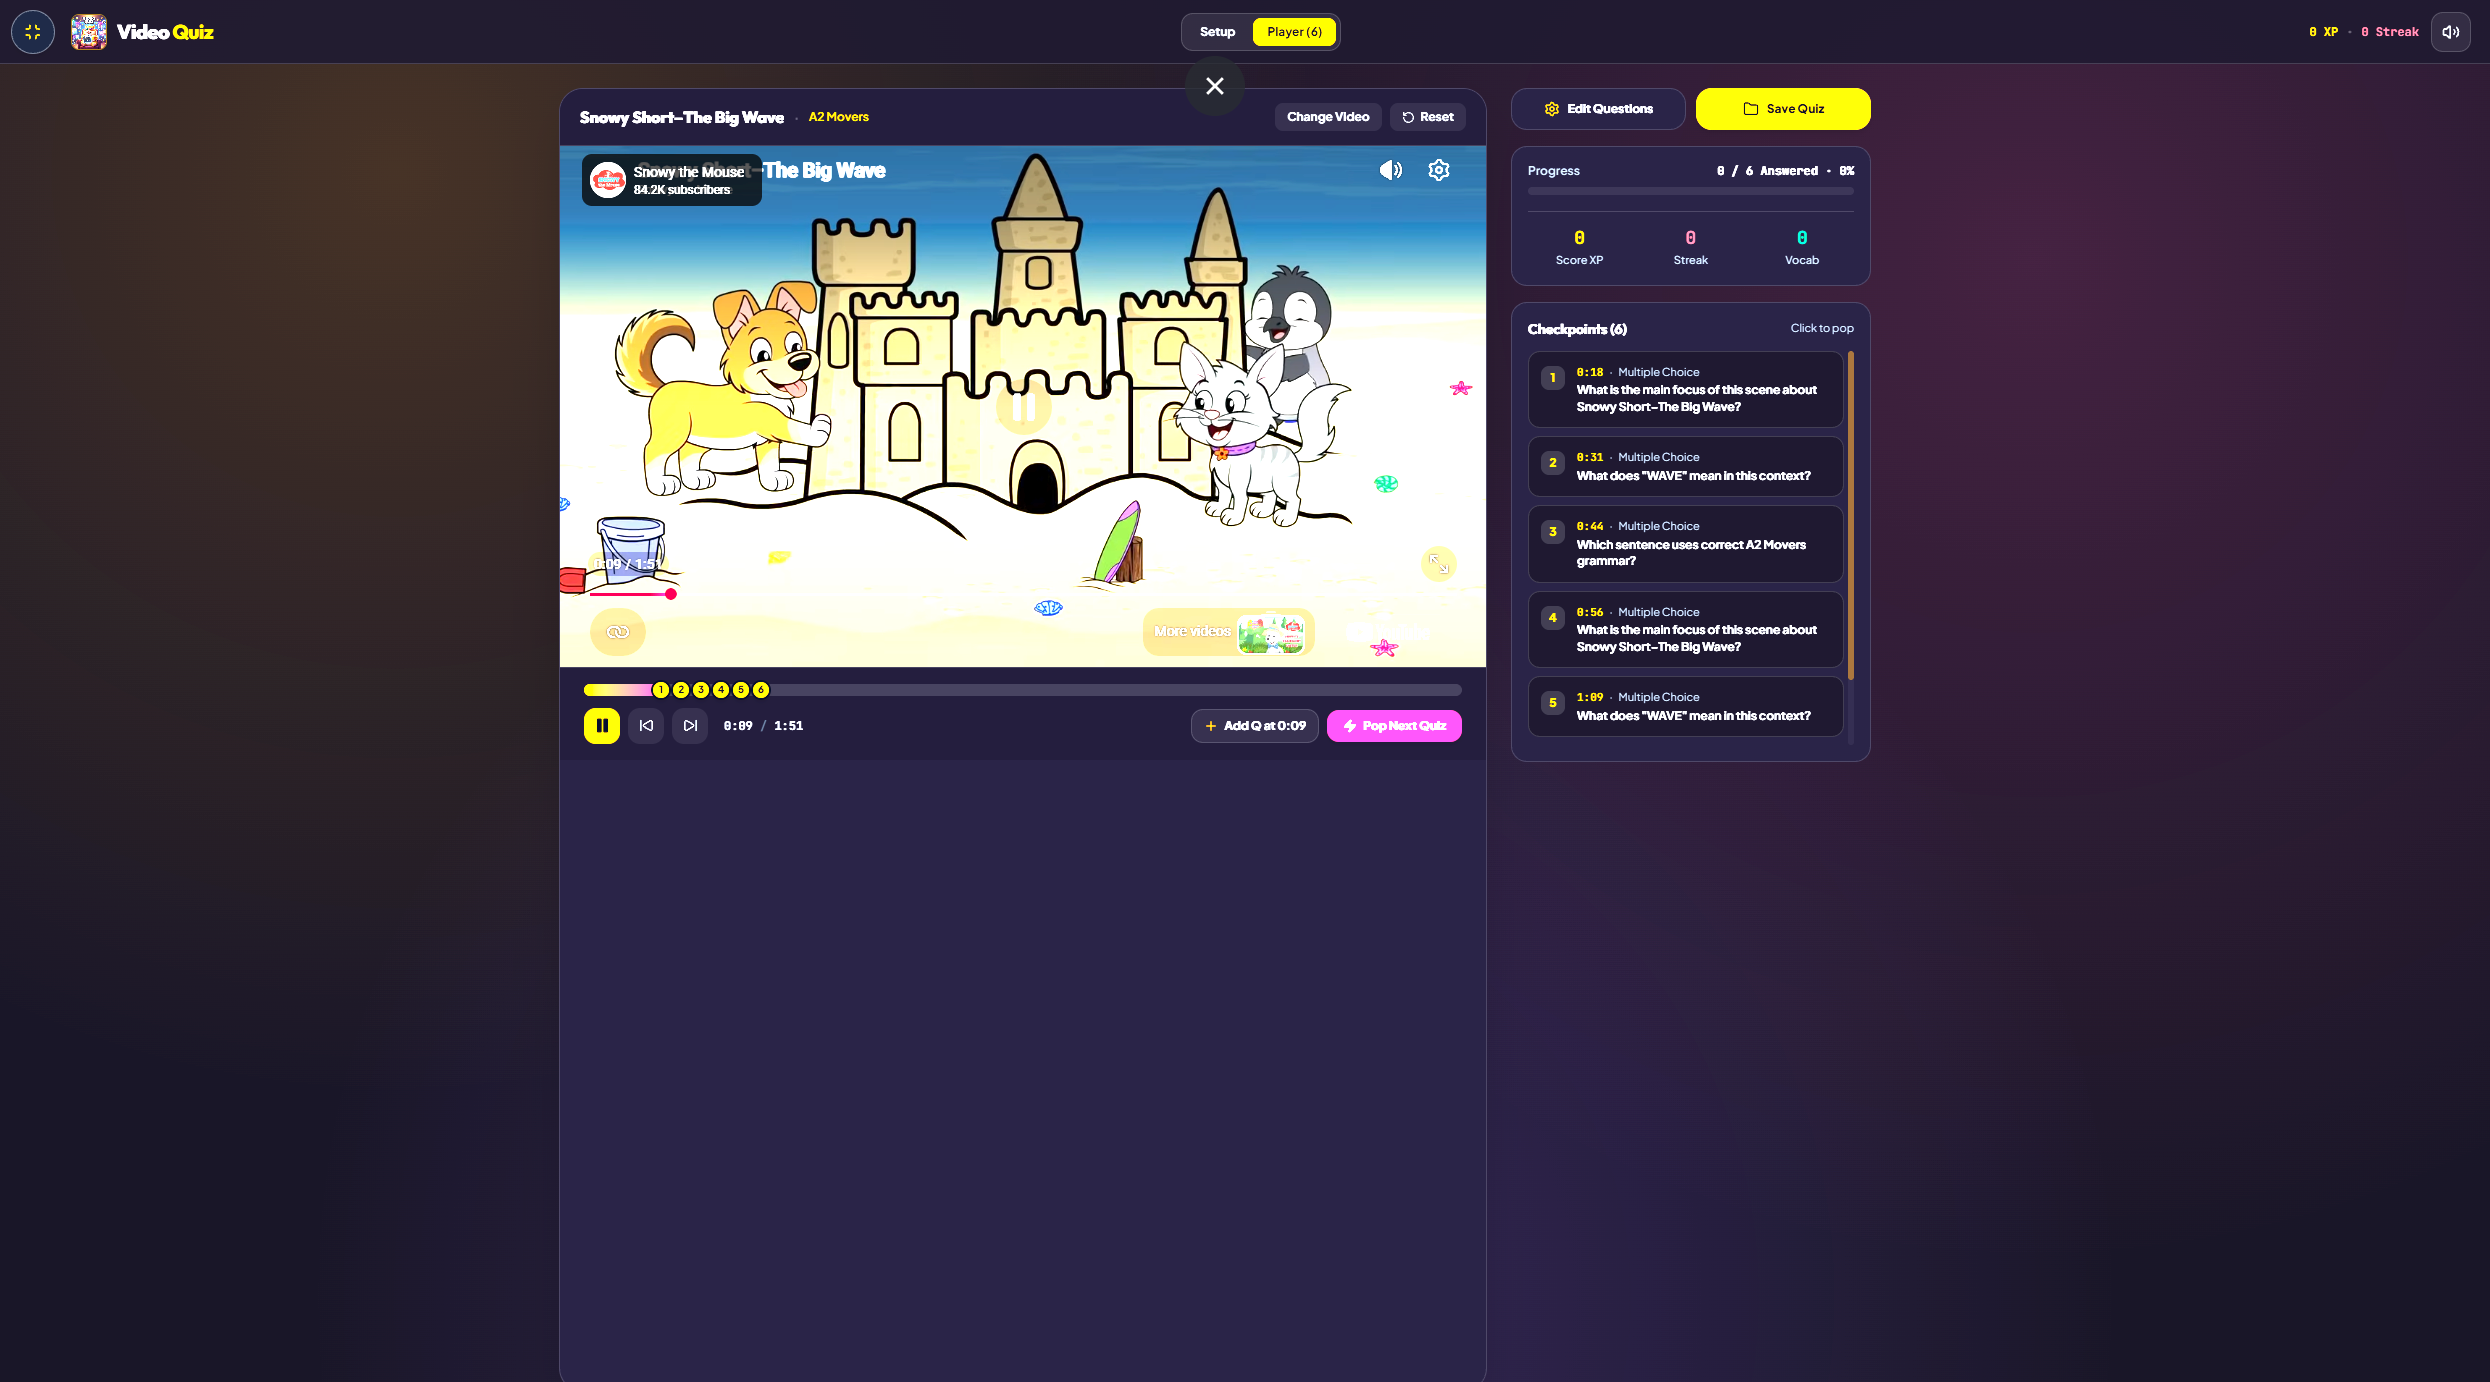 Video Quiz
Setup
Player (6)
0 XP · 0 Streak
Snowy Short–The Big Wave · A2 Movers
Change Video
Reset
Edit Questions
Save Quiz
Snowy the Mouse
84.2K subscribers
–The Big Wave
Progress
0 / 6 Answered · 0%
0
0
0
Score XP
Streak
Vocab
Checkpoints (6)
Click to pop
1
0:18 · Multiple Choice
What is the main focus of this scene about
Snowy Short–The Big Wave?
2
0:31 · Multiple Choice
What does "WAVE" mean in this context?
3
0:44 · Multiple Choice
Which sentence uses correct A2 Movers
grammar?
4
0:56 · Multiple Choice
What is the main focus of this scene about
Snowy Short–The Big Wave?
5
1:09 · Multiple Choice
What does "WAVE" mean in this context?
0:09 / 1:51
More videos
1 2 3 4 5 6
0:09 / 1:51
Add Q at 0:09
Pop Next Quiz